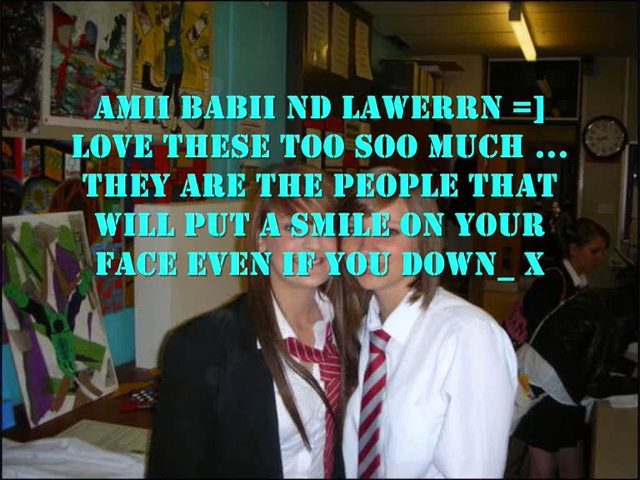 AMII BABII ND LAWERRN =]
LOVE THESE TOO SOO MUCH ...
THEY ARE THE PEOPLE THAT
WILL PUT A SMILE ON YOUR
FACE EVEN IF YOU DOWN_ X